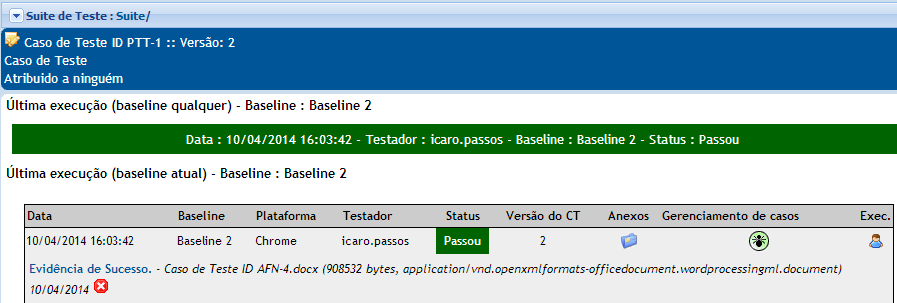 Suite de Teste : Suite/
Caso de Teste ID PTT-1 :: Versão: 2
Caso de Teste
Atribuido a ninguém
Última execução (baseline qualquer) - Baseline : Baseline 2
Data : 10/04/2014 16:03:42 - Testador : icaro.passos - Baseline : Baseline 2 - Status : Passou
Última execução (baseline atual) - Baseline : Baseline 2
Data Baseline Plataforma Testador Status Versão do CT Anexos Gerenciamento de casos Exec.
10/04/2014 16:03:42 Baseline 2 Chrome icaro.passos Passou 2
Evidência de Sucesso. - Caso de Teste ID AFN-4.docx (908532 bytes, application/vnd.openxmlformats-officedocument.wordprocessingml.document)
10/04/2014